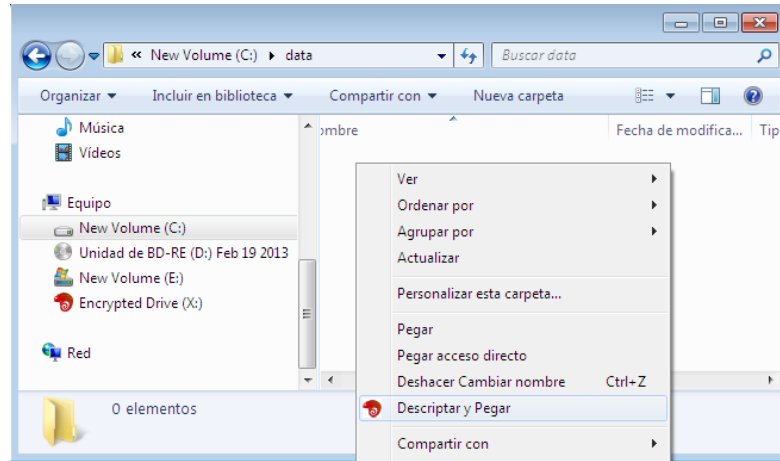 « New Volume (C:) ▸ data
Buscar data
Organizar Incluir en biblioteca Compartir con Nueva carpeta
Música
Vídeos
Equipo
New Volume (C:)
Unidad de BD-RE (D:) Feb 19 2013
New Volume (E:)
Encrypted Drive (X:)
Red
ombre Fecha de modifica... Tip
Ver
Ordenar por
Agrupar por
Actualizar
Personalizar esta carpeta...
Pegar
Pegar acceso directo
Deshacer Cambiar nombre Ctrl+Z
Descriptar y Pegar
Compartir con
0 elementos